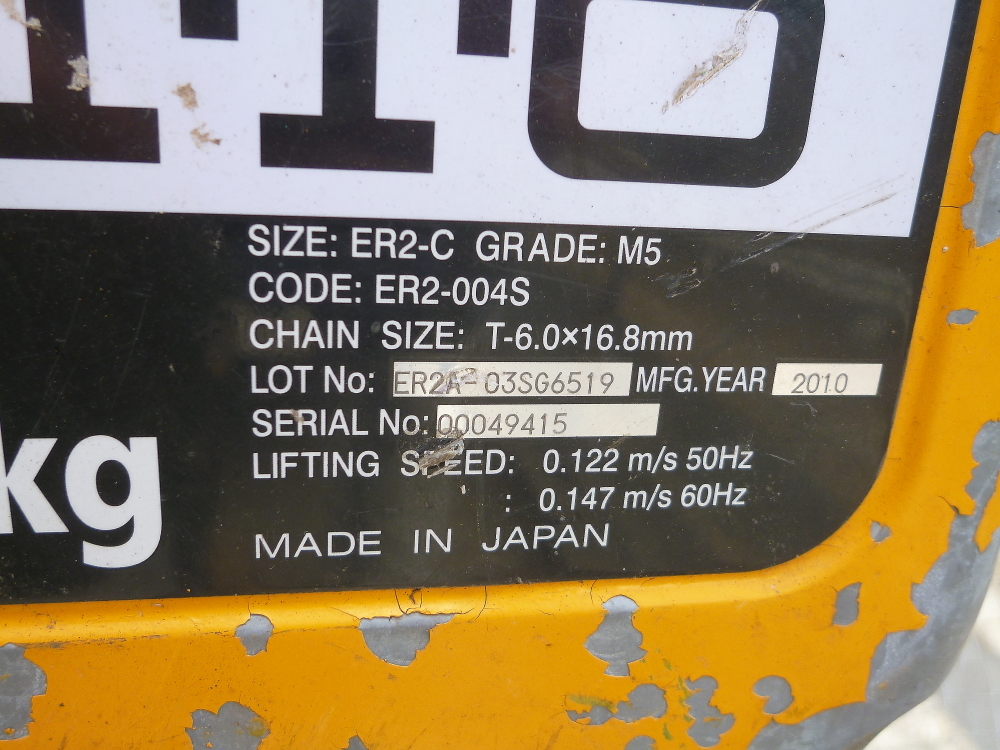 SIZE: ER2-C GRADE: M5
CODE: ER2-004S
CHAIN SIZE: T-6.0×16.8mm
LOT No: ER2A-03SG6519 MFG.YEAR 2010
SERIAL No: 00049415
kg
LIFTING SPEED: 0.122 m/s 50Hz
: 0.147 m/s 60Hz
MADE IN JAPAN